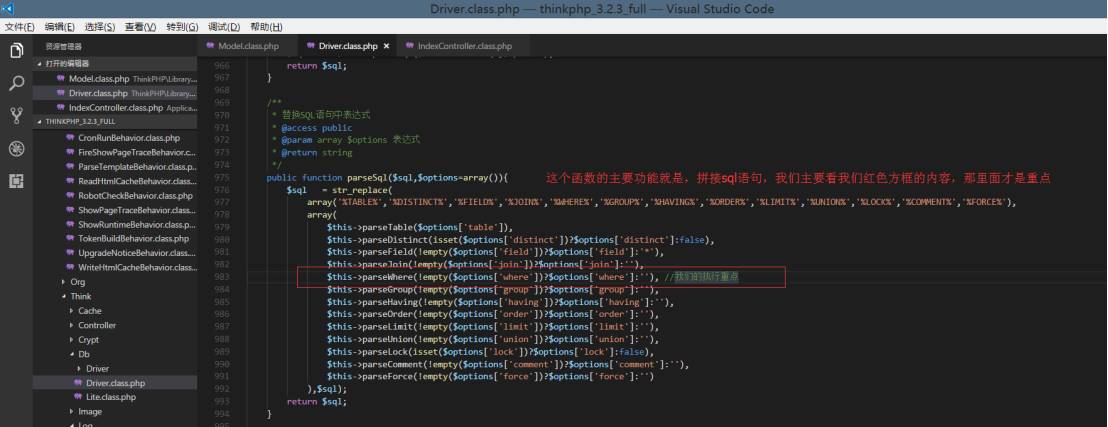 Driver.class.php — thinkphp_3.2.3_full — Visual Studio Code
文件(F) 编辑(E) 选择(S) 查看(V) 转到(G) 调试(D) 帮助(H)
资源管理器
打开的编辑器
Model.class.php ThinkPHP\Library...
Driver.class.php ThinkPHP\Library...
IndexController.class.php Applica...
THINKPHP_3.2.3_FULL
CronRunBehavior.class.php
FireShowPageTraceBehavior.c...
ParseTemplateBehavior.class.p...
ReadHtmlCacheBehavior.class...
RobotCheckBehavior.class.php
ShowPageTraceBehavior.class....
ShowRuntimeBehavior.class.p...
TokenBuildBehavior.class.php
UpgradeNoticeBehavior.class....
WriteHtmlCacheBehavior.class...
Org
Think
Cache
Controller
Crypt
Db
Driver
Driver.class.php
Lite.class.php
Image
Log
Model.class.php Driver.class.php × IndexController.class.php
966 return $sql;
967 }
968
969 /**
970 * 替换SQL语句中表达式
971 * @access public
972 * @param array $options 表达式
973 * @return string
974 */
975 public function parseSql($sql,$options=array()){ 这个函数的主要功能就是，拼接sql语句，我们主要看我们红色方框的内容，那里面才是重点
976 $sql = str_replace(
977 array('%TABLE%','%DISTINCT%','%FIELD%','%JOIN%','%WHERE%','%GROUP%','%HAVING%','%ORDER%','%LIMIT%','%UNION%','%LOCK%','%COMMENT%','%FORCE%'),
978 array(
979 $this->parseTable($options['table']),
980 $this->parseDistinct(isset($options['distinct'])?$options['distinct']:false),
981 $this->parseField(!empty($options['field'])?$options['field']:'*'),
982 $this->parseJoin(!empty($options['join'])?$options['join']:''),
983 $this->parseWhere(!empty($options['where'])?$options['where']:''), //我们的执行重点
984 $this->parseGroup(!empty($options['group'])?$options['group']:''),
985 $this->parseHaving(!empty($options['having'])?$options['having']:''),
986 $this->parseOrder(!empty($options['order'])?$options['order']:''),
987 $this->parseLimit(!empty($options['limit'])?$options['limit']:''),
988 $this->parseUnion(!empty($options['union'])?$options['union']:''),
989 $this->parseLock(isset($options['lock'])?$options['lock']:false),
990 $this->parseComment(!empty($options['comment'])?$options['comment']:''),
991 $this->parseForce(!empty($options['force'])?$options['force']:'')
992 ),$sql);
993 return $sql;
994 }
995